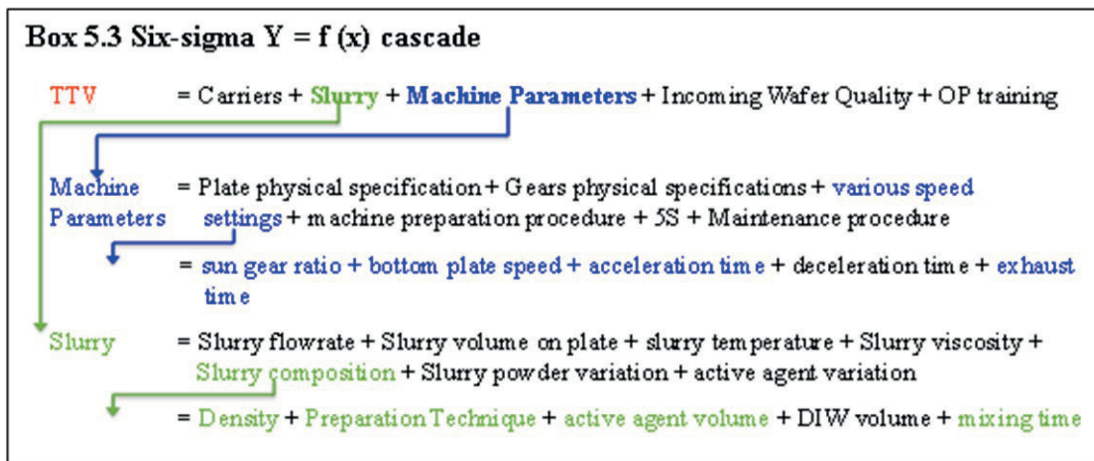 Box 5.3 Six-sigma Y = f (x) cascade
TTV = Carriers + Slurry + Machine Parameters + Incoming Wafer Quality + OP training
Machine = Plate physical specification + Gears physical specifications + various speed
Parameters settings + machine preparation procedure + 5S + Maintenance procedure
= sun gear ratio + bottom plate speed + acceleration time + deceleration time + exhaust
time
Slurry = Slurry flowrate + Slurry volume on plate + slurry temperature + Slurry viscosity +
Slurry composition + Slurry powder variation + active agent variation
= Density + Preparation Technique + active agent volume + DIW volume + mixing time